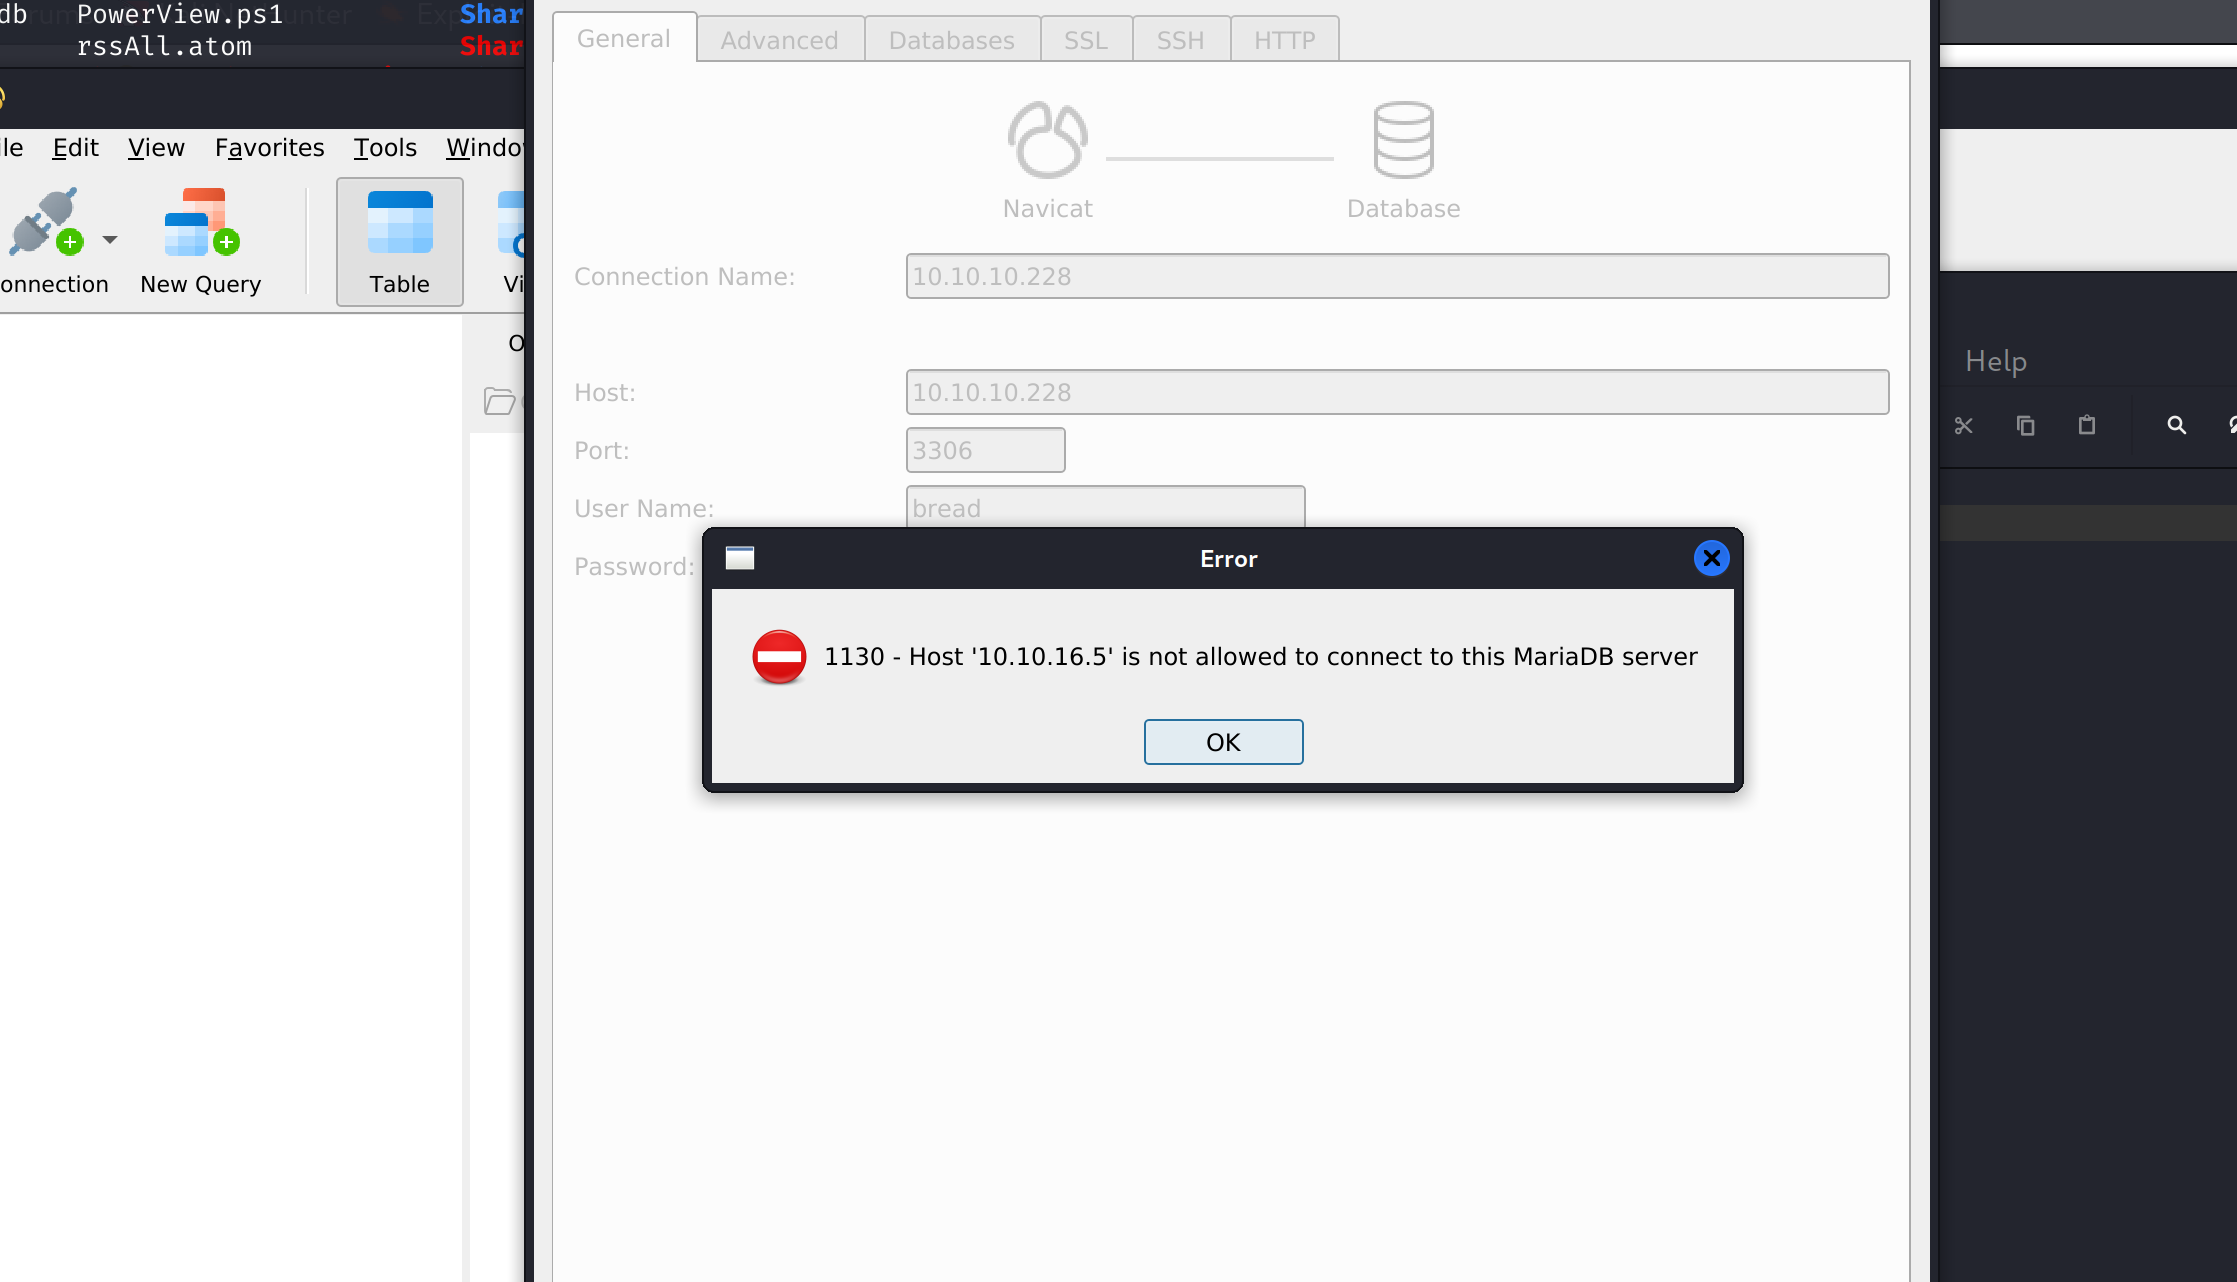 db PowerView.ps1 Shar
rssAll.atom Shar
General Advanced Databases SSL SSH HTTP
Edit View Favorites Tools Windo
Navicat Database
onnection New Query Table Vi
Connection Name: 10.10.10.228
Host: 10.10.10.228
Port: 3306
User Name: bread
Password:
Help
Error
1130 - Host '10.10.16.5' is not allowed to connect to this MariaDB server
OK